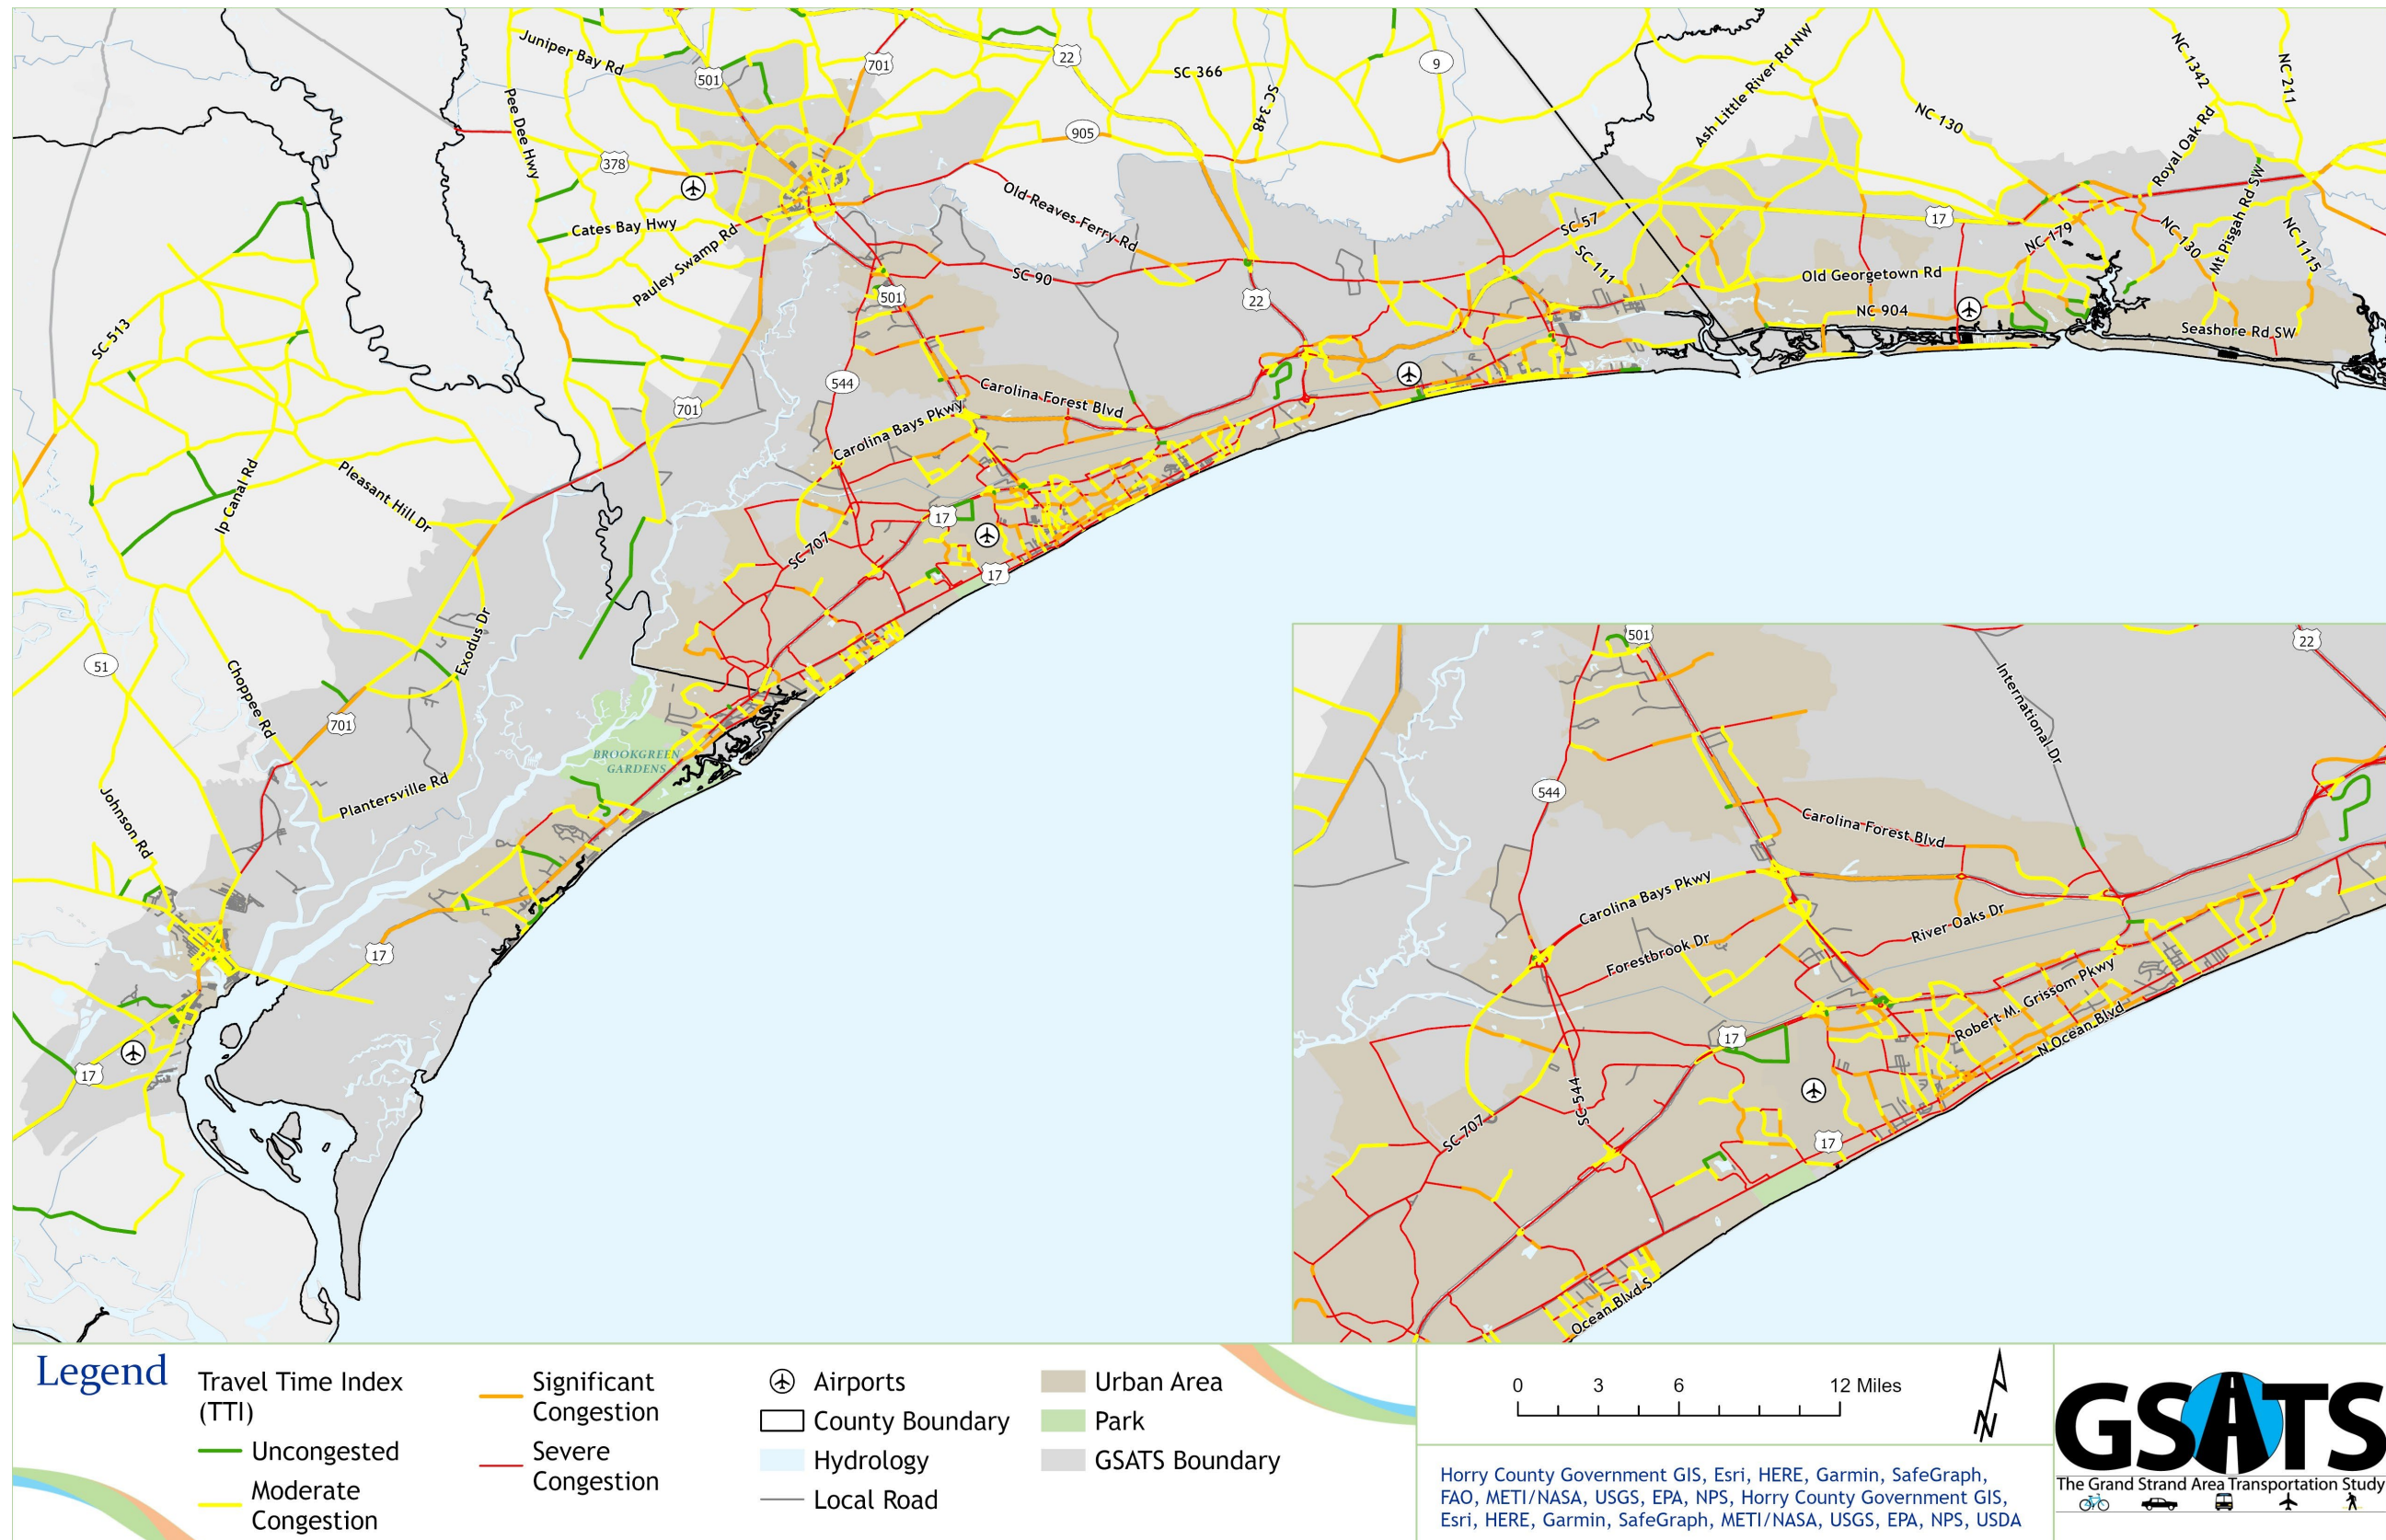 Juniper Bay Rd
501
701
22
SC 366
9
SC 348
Ash Little River Rd NW
NC 1342
NC 211
NC 130
Royal Oak Rd
Pee Dee Hwy
378
905
Old Reaves Ferry Rd
Cates Bay Hwy
Pauley Swamp Rd
SC 57
17
NC 179
NC 130
Mt Pisgah Rd SW
NC 1115
SC 111
SC 90
501
22
Old Georgetown Rd
NC 904
Seashore Rd SW
SC 513
544
701
Carolina Forest Blvd
Carolina Bays Pkwy
Jp Canal Rd
Pleasant Hill Dr
17
SC 707
17
51
Choppee Rd
Exodus Dr
701
BROOKGREEN
GARDENS
Johnson Rd
Plantersville Rd
17
17
501
22
International Dr
544
Carolina Forest Blvd
Carolina Bays Pkwy
Forestbrook Dr
River Oaks Dr
Robert M. Grissom Pkwy
N Ocean Blvd
17
SC 544
SC 707
17
Ocean Blvd S
Legend
Travel Time Index
(TTI)
Uncongested
Moderate
Congestion
Significant
Congestion
Severe
Congestion
Airports
County Boundary
Hydrology
Local Road
Urban Area
Park
GSATS Boundary
0 3 6 12 Miles
N
Horry County Government GIS, Esri, HERE, Garmin, SafeGraph,
FAO, METI/NASA, USGS, EPA, NPS, Horry County Government GIS,
Esri, HERE, Garmin, SafeGraph, METI/NASA, USGS, EPA, NPS, USDA
GSATS
The Grand Strand Area Transportation Study